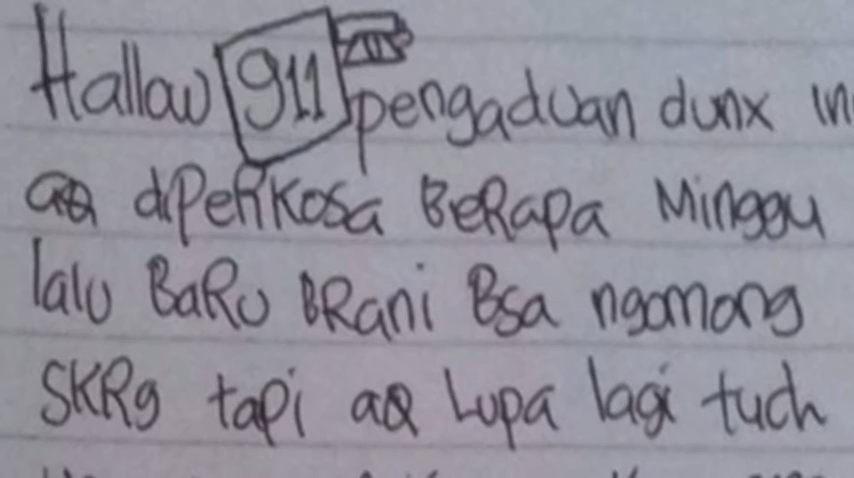 Hallow 911 pengaduan dunx in
aQ diPeRKosa BeRapa Minggu
lalu BaRu BRani Bsa ngomong
SKRg tapi aQ Lupa lagi tuch